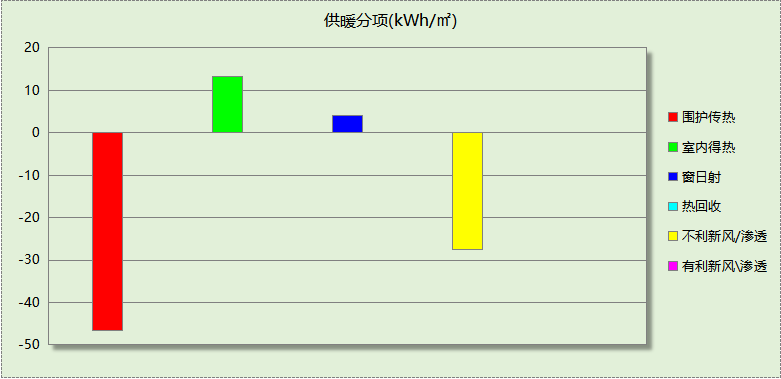 供暖分项(kWh/㎡)
20
10
0
-10
-20
-30
-40
-50
围护传热
室内得热
窗日射
热回收
不利新风/渗透
有利新风\渗透